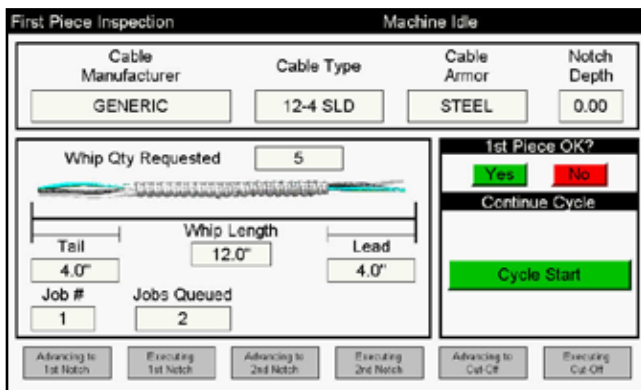 First Piece Inspection Machine Idle
Cable Manufacturer Cable Type Cable Armor Notch Depth
GENERIC 12-4 SLD STEEL 0.00
Whip Qty Requested 5
1st Piece OK?
Yes No
Continue Cycle
Whip Length
12.0"
Tail
4.0"
Lead
4.0"
Cycle Start
Job # Jobs Queued
1 2
Advancing to 1st Notch
Executing 1st Notch
Advancing to 2nd Notch
Executing 2nd Notch
Advancing to Cut-Off
Executing Cut-Off